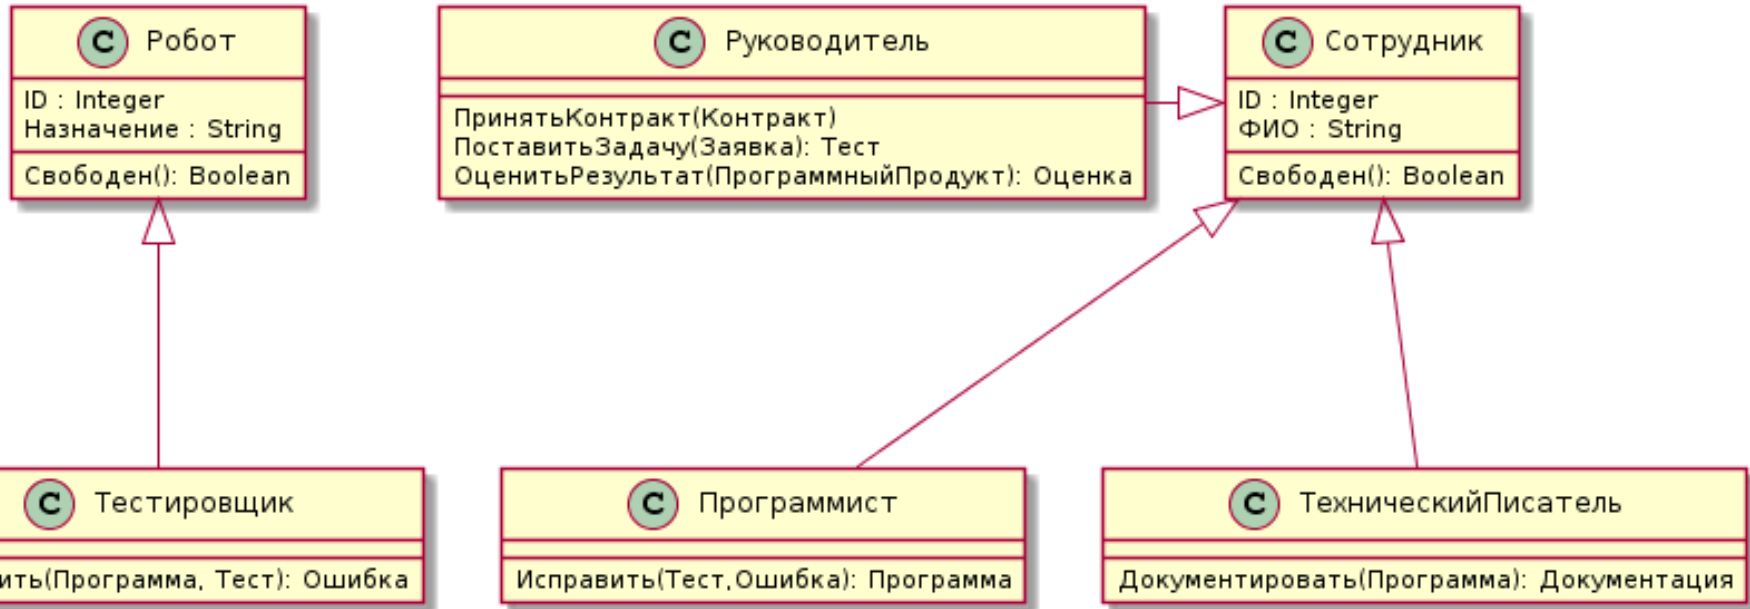 C Робот
ID : Integer
Назначение : String
Свободен(): Boolean
C Руководитель
ПринятьКонтракт(Контракт)
ПоставитьЗадачу(Заявка): Тест
ОценитьРезультат(ПрограммныйПродукт): Оценка
C Сотрудник
ID : Integer
ФИО : String
Свободен(): Boolean
C Тестировщик
ить(Программа, Тест): Ошибка
C Программист
Исправить(Тест,Ошибка): Программа
C ТехническийПисатель
Документировать(Программа): Документация